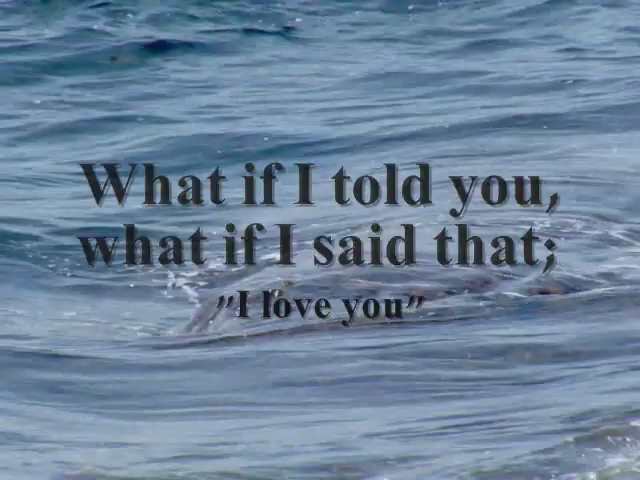 What if I told you,
what if I said that;
"I love you"